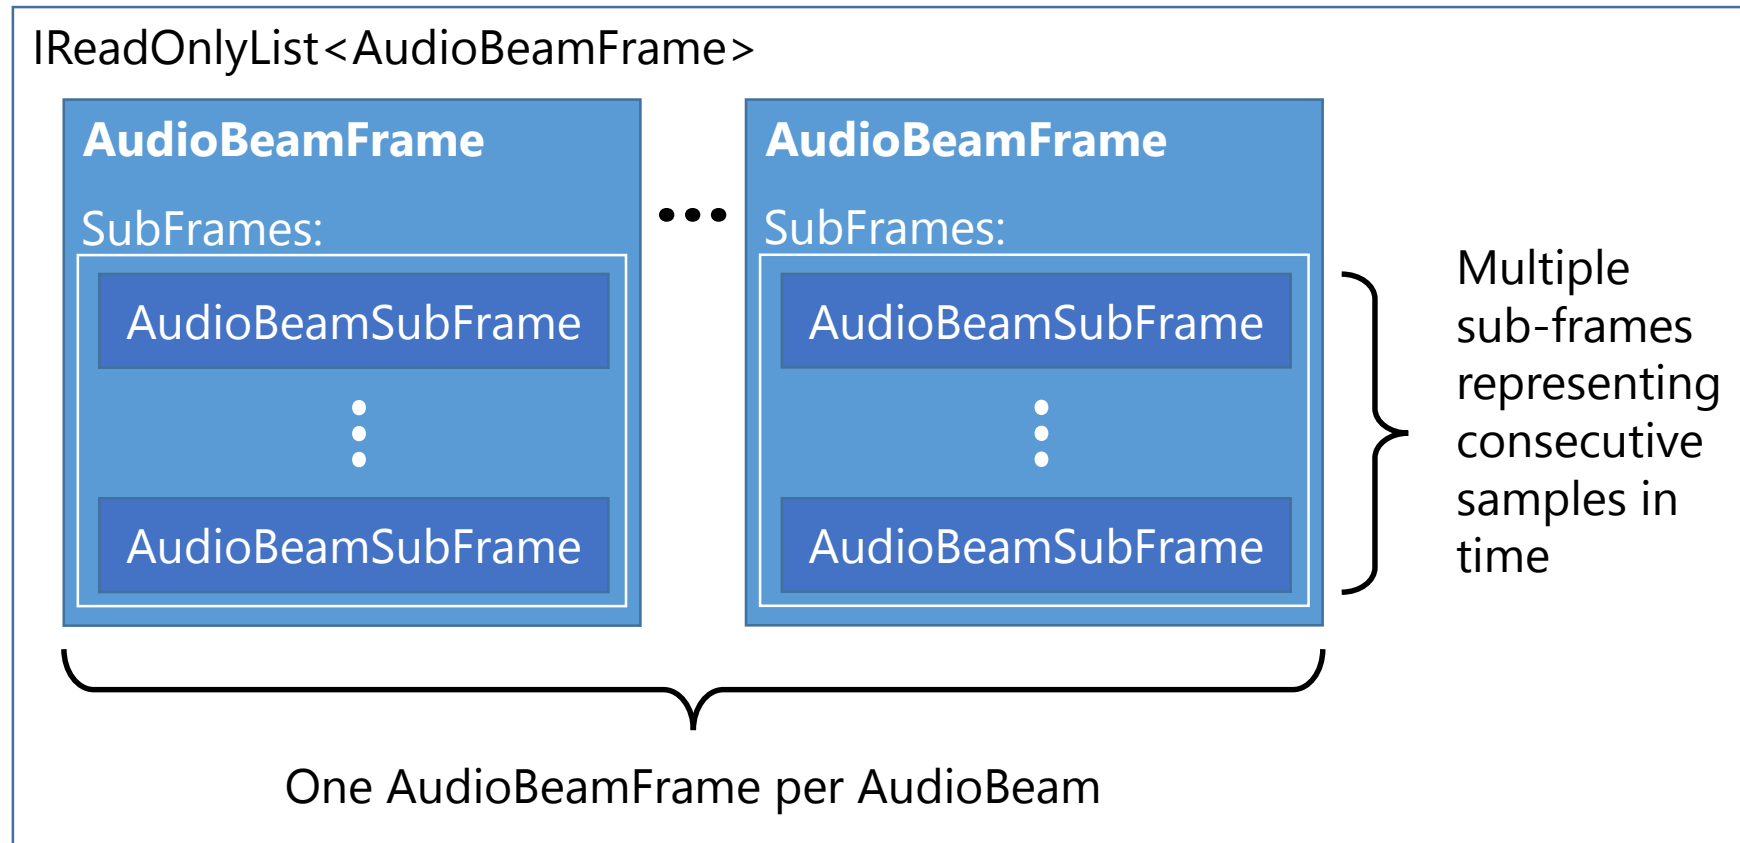 IReadOnlyList<AudioBeamFrame>
AudioBeamFrame
SubFrames:
AudioBeamSubFrame
AudioBeamSubFrame
AudioBeamFrame
SubFrames:
AudioBeamSubFrame
AudioBeamSubFrame
Multiple
sub-frames
representing
consecutive
samples in
time
One AudioBeamFrame per AudioBeam